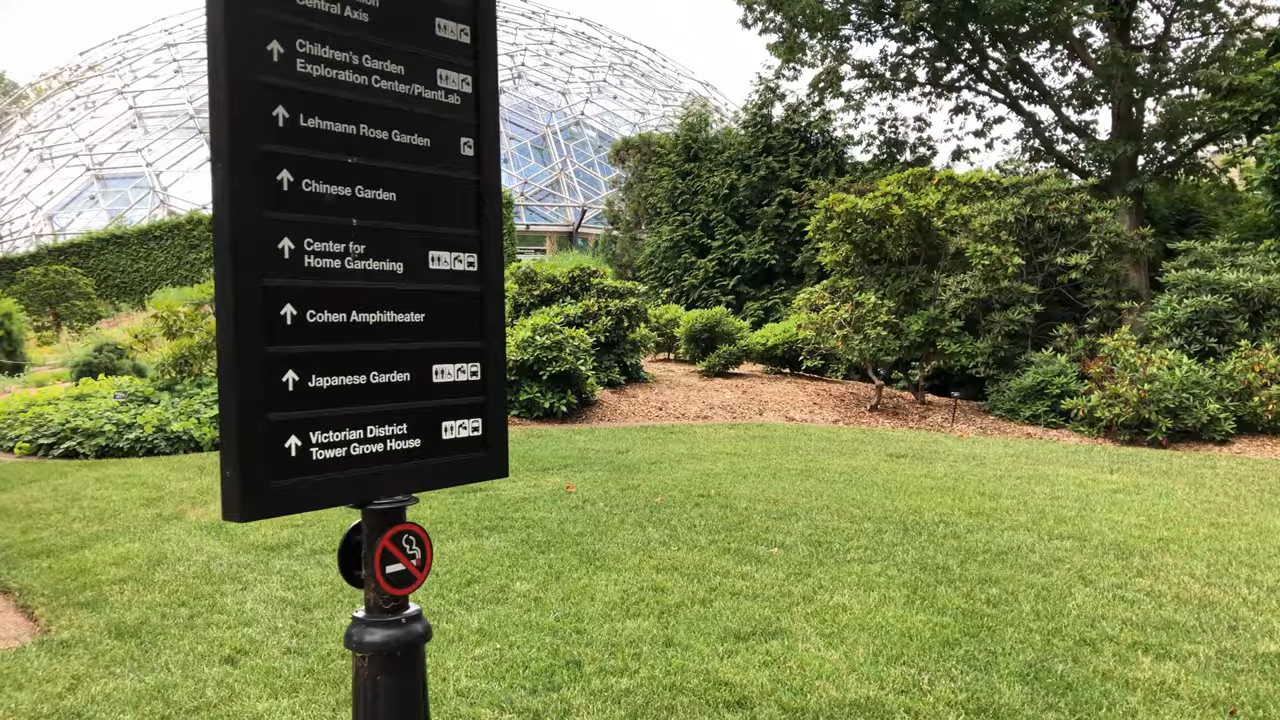 Central Axis
Children's Garden
Exploration Center/PlantLab
Lehmann Rose Garden
Chinese Garden
Center for
Home Gardening
Cohen Amphitheater
Japanese Garden
Victorian District
Tower Grove House